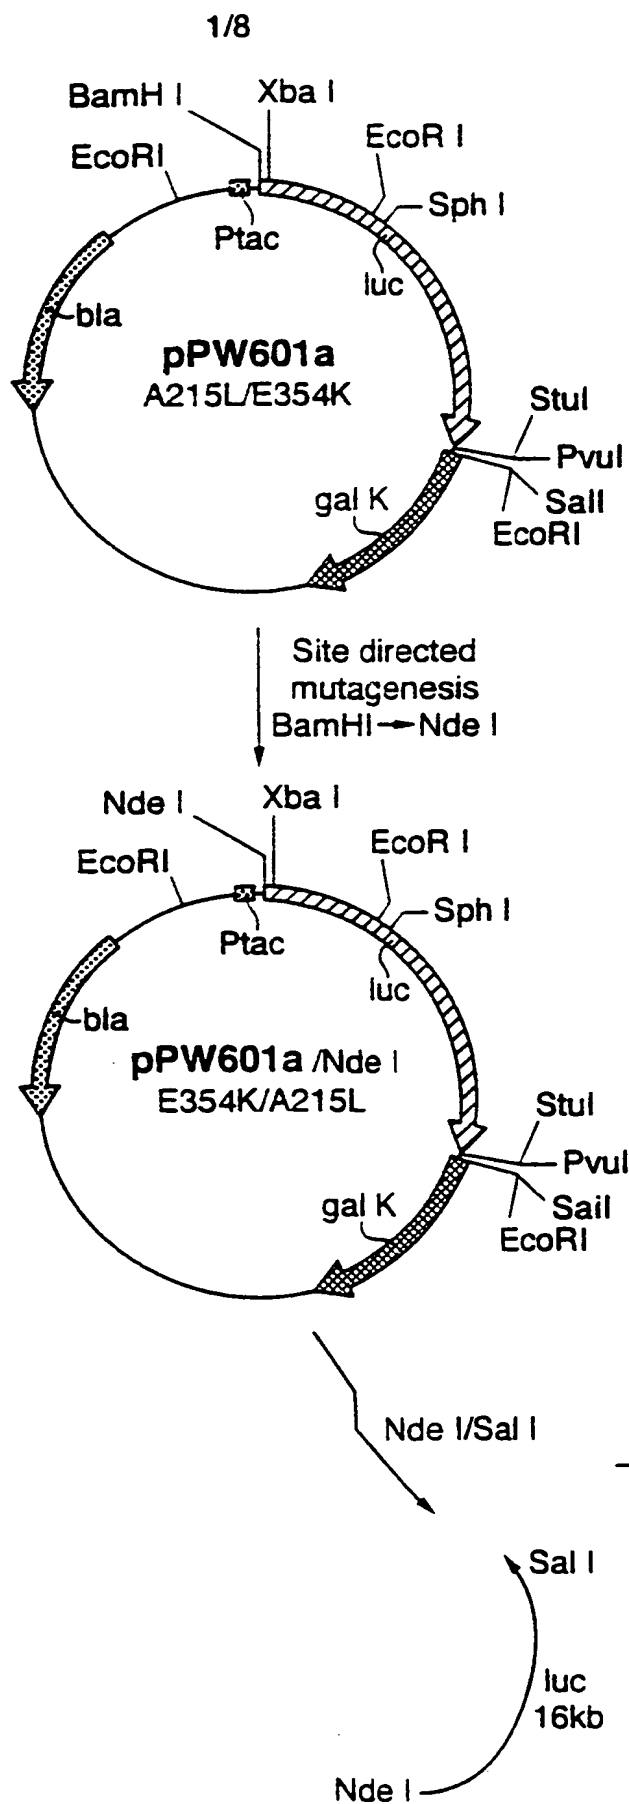 1/8
BamH I
Xba I
EcoRI
EcoR I
Sph I
Ptac
luc
bla
pPW601a
A215L/E354K
StuI
PvuI
SalI
EcoRI
gal K
Site directed
mutagenesis
BamHI → Nde I
Nde I
Xba I
EcoRI
EcoR I
Sph I
Ptac
luc
bla
pPW601a /Nde I
E354K/A215L
StuI
PvuI
SalI
EcoRI
gal K
Nde I/Sal I
Sal I
luc
16kb
Nde I